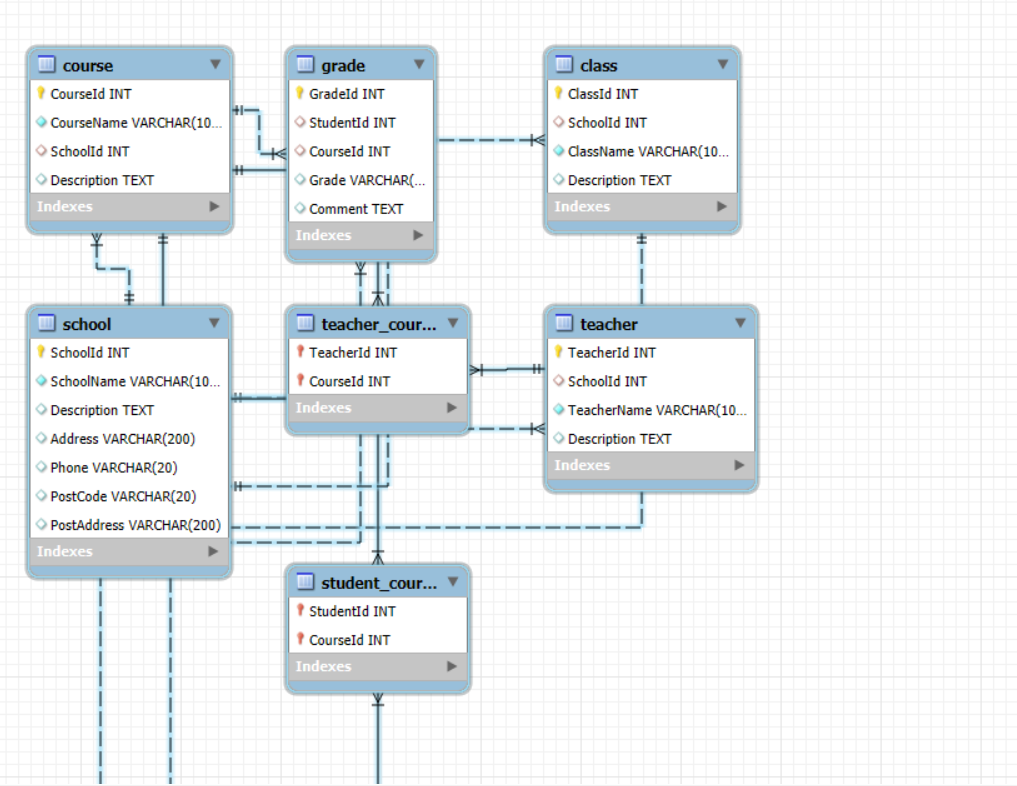 course
CourseId INT
CourseName VARCHAR(10...
SchoolId INT
Description TEXT
Indexes
grade
GradeId INT
StudentId INT
CourseId INT
Grade VARCHAR(...
Comment TEXT
Indexes
class
ClassId INT
SchoolId INT
ClassName VARCHAR(10...
Description TEXT
Indexes
school
SchoolId INT
SchoolName VARCHAR(10...
Description TEXT
Address VARCHAR(200)
Phone VARCHAR(20)
PostCode VARCHAR(20)
PostAddress VARCHAR(200)
Indexes
teacher_cour...
TeacherId INT
CourseId INT
Indexes
teacher
TeacherId INT
SchoolId INT
TeacherName VARCHAR(10...
Description TEXT
Indexes
student_cour...
StudentId INT
CourseId INT
Indexes